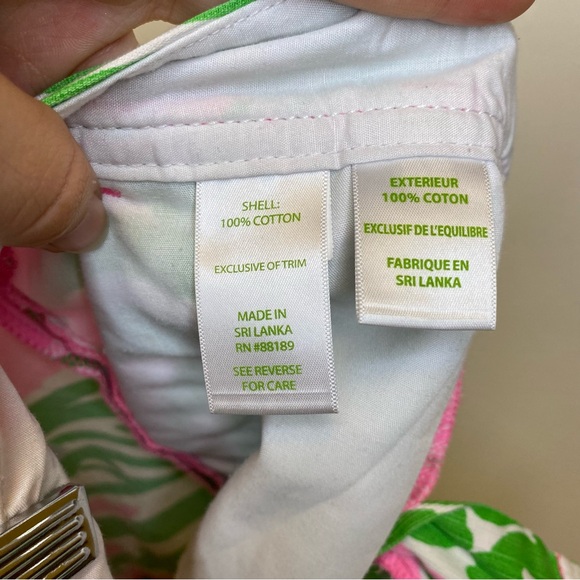 SHELL:
100% COTTON
EXCLUSIVE OF TRIM
MADE IN
SRI LANKA
RN #88189
SEE REVERSE
FOR CARE
EXTERIEUR
100% COTON
EXCLUSIF DE L'EQUILIBRE
FABRIQUE EN
SRI LANKA